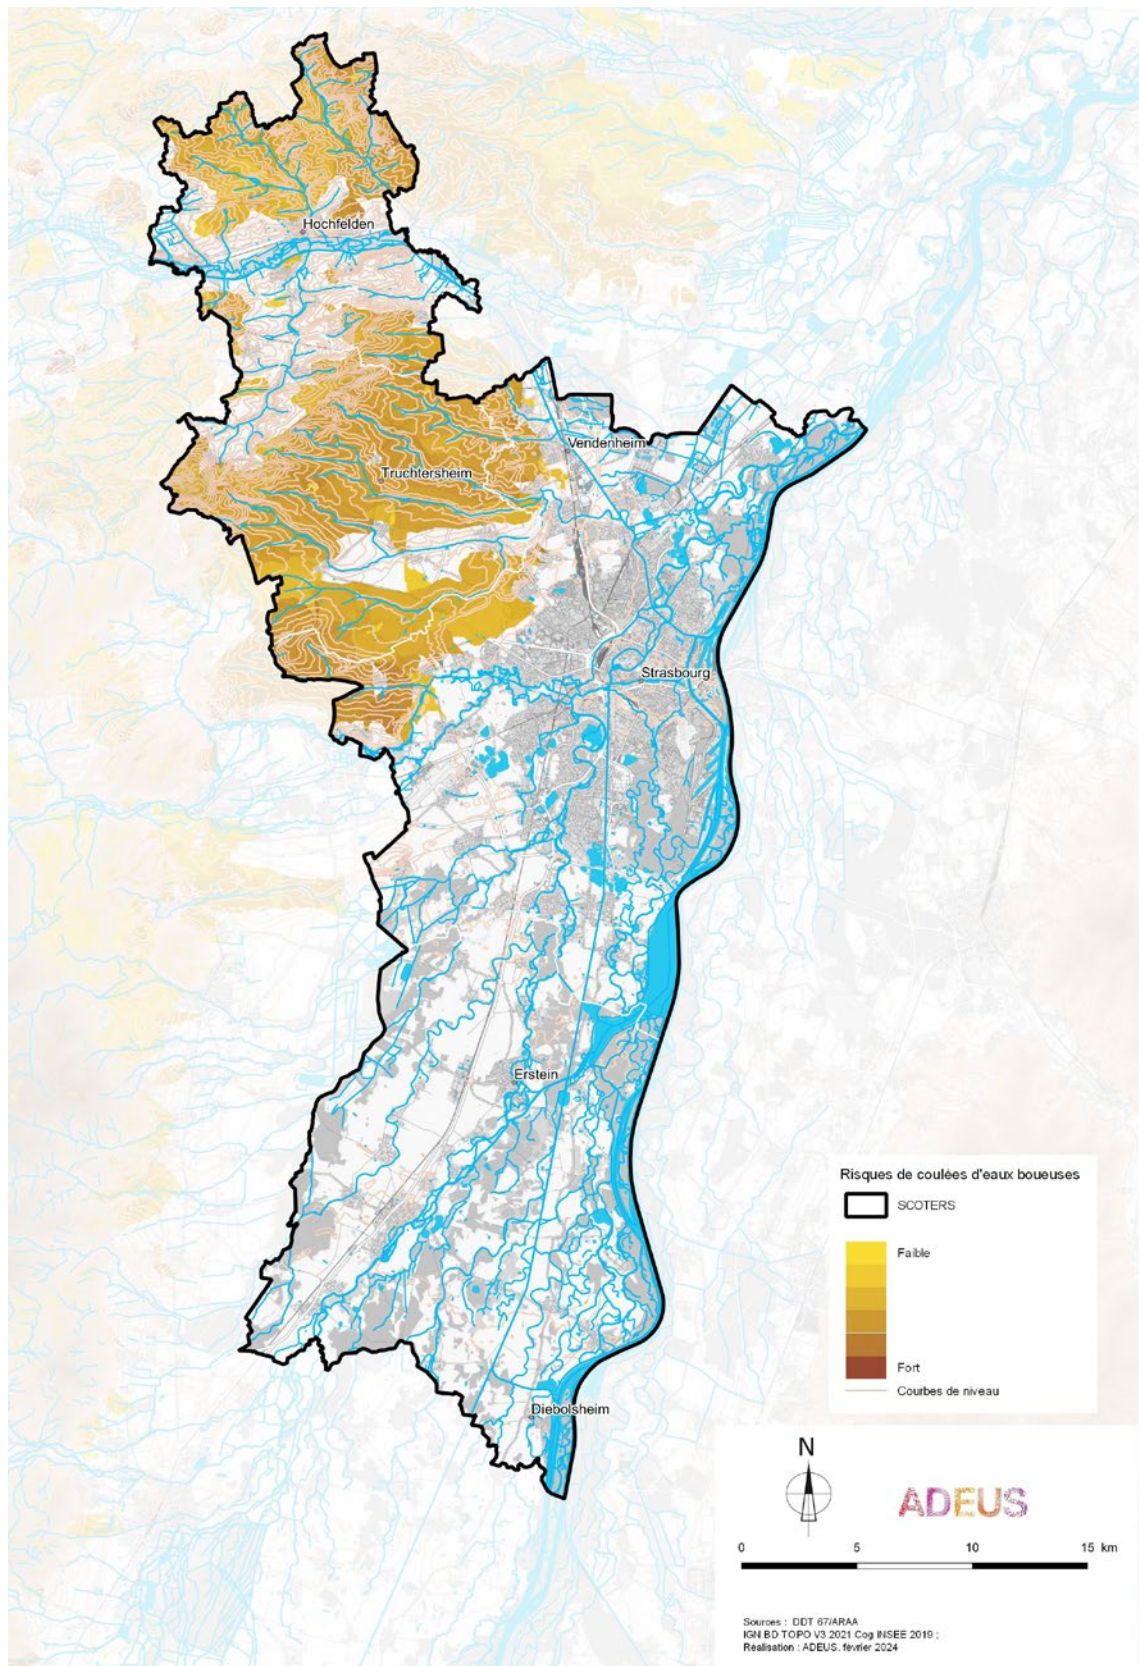 Hochfelden
Vendenheim
Truchtersheim
Strasbourg
Erstein
Diebolsheim
Risques de coulées d'eaux boueuses
SCOTERS
Faible
Fort
Courbes de niveau
N
ADEUS
0 5 10 15 km
Sources : DDT 67/ARAA
IGN BD TOPO V3 2021 Cog INSEE 2019 ;
Réalisation : ADEUS, février 2024